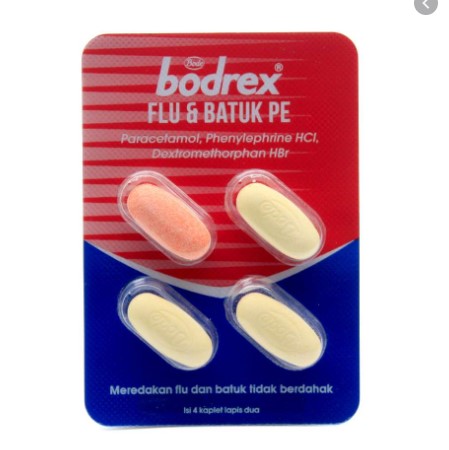 Bode
bodrex®
FLU & BATUK PE
Paracetamol, Phenylephrine HCl,
Dextromethorphan HBr
Meredakan flu dan batuk tidak berdahak
Isi 4 kaplet lapis dua